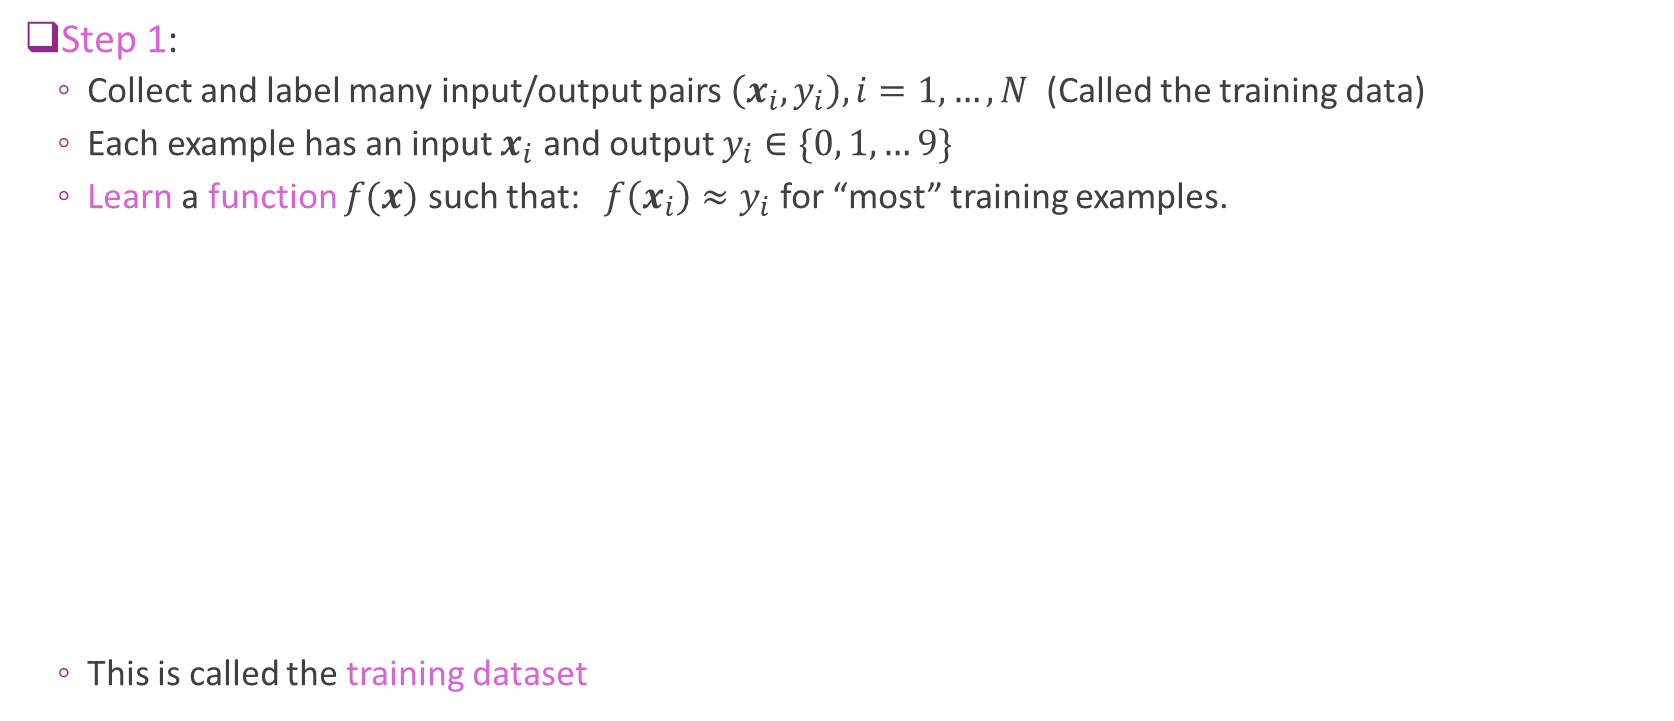 ❑Step 1:
◦ Collect and label many input/output pairs (𝒙ᵢ, yᵢ), i = 1, … , N (Called the training data)
◦ Each example has an input 𝒙ᵢ and output yᵢ ∈ {0, 1, … 9}
◦ Learn a function f(𝒙) such that: f(𝒙ᵢ) ≈ yᵢ for “most” training examples.
◦ This is called the training dataset